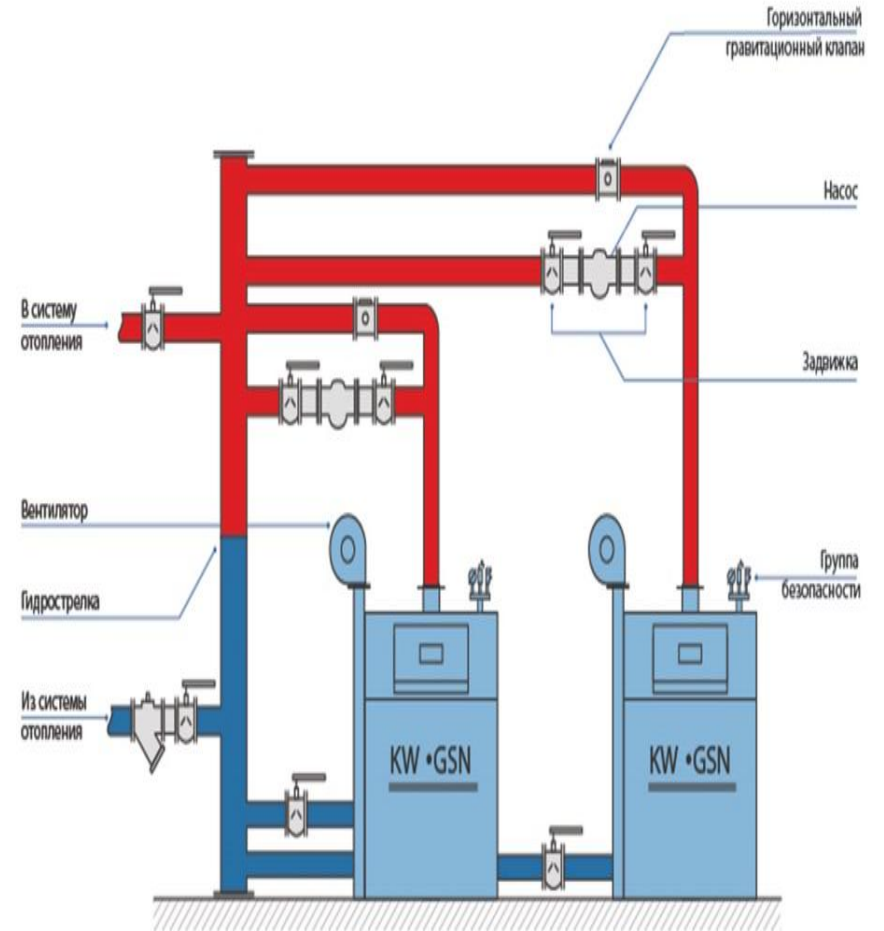 Горизонтальный
гравитационный клапан
Насос
В систему
отопления
Задвижка
Вентилятор
Группа
безопасности
Гидрострелка
Из системы
отопления
KW •GSN
KW •GSN